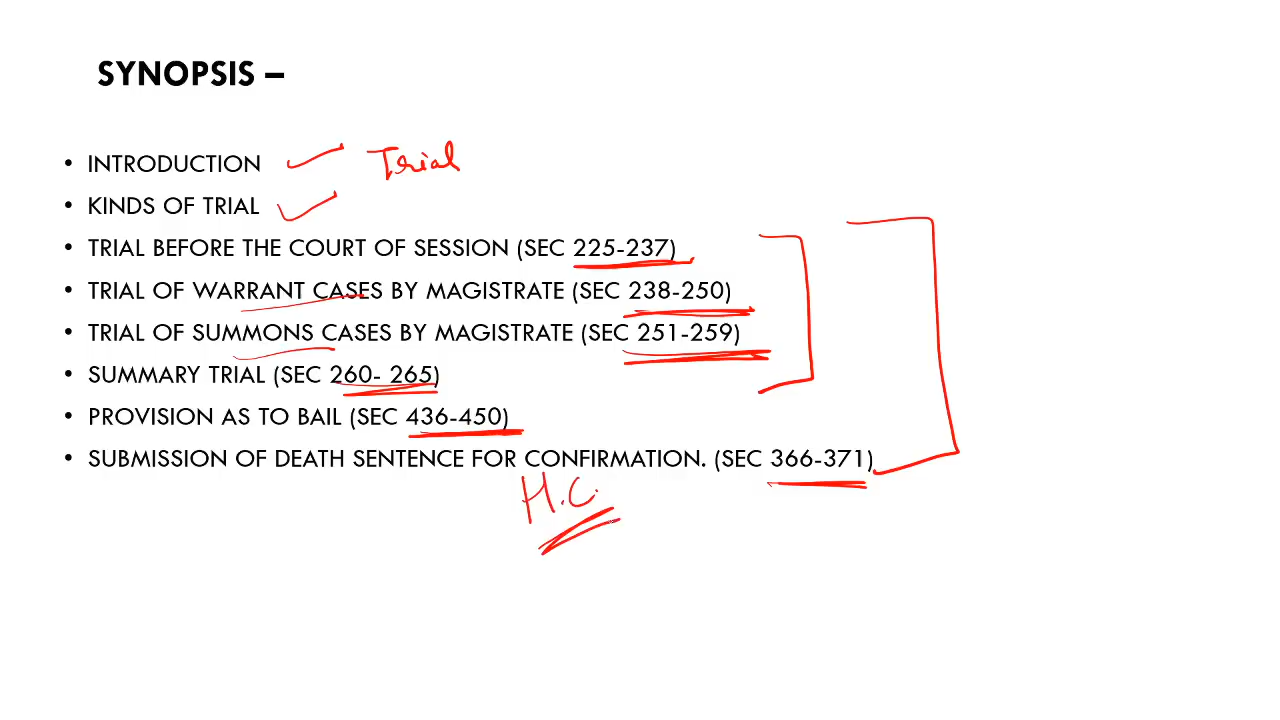 SYNOPSIS –
• INTRODUCTION Trial
• KINDS OF TRIAL
• TRIAL BEFORE THE COURT OF SESSION (SEC 225-237)
• TRIAL OF WARRANT CASES BY MAGISTRATE (SEC 238-250)
• TRIAL OF SUMMONS CASES BY MAGISTRATE (SEC 251-259)
• SUMMARY TRIAL (SEC 260- 265)
• PROVISION AS TO BAIL (SEC 436-450)
• SUBMISSION OF DEATH SENTENCE FOR CONFIRMATION. (SEC 366-371)
H.C.